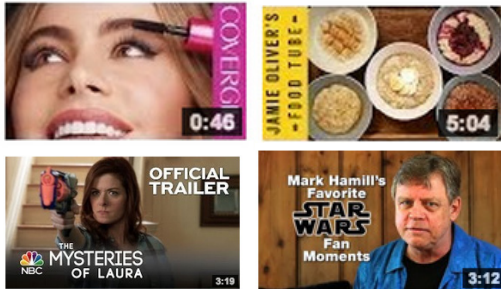 COVERG
0:46
JAMIE OLIVER'S
FOOD TUBE
5:04
OFFICIAL
TRAILER
THE
MYSTERIES
OF LAURA
NBC
3:19
Mark Hamill's
Favorite
STAR
WARS
Fan
Moments
3:12